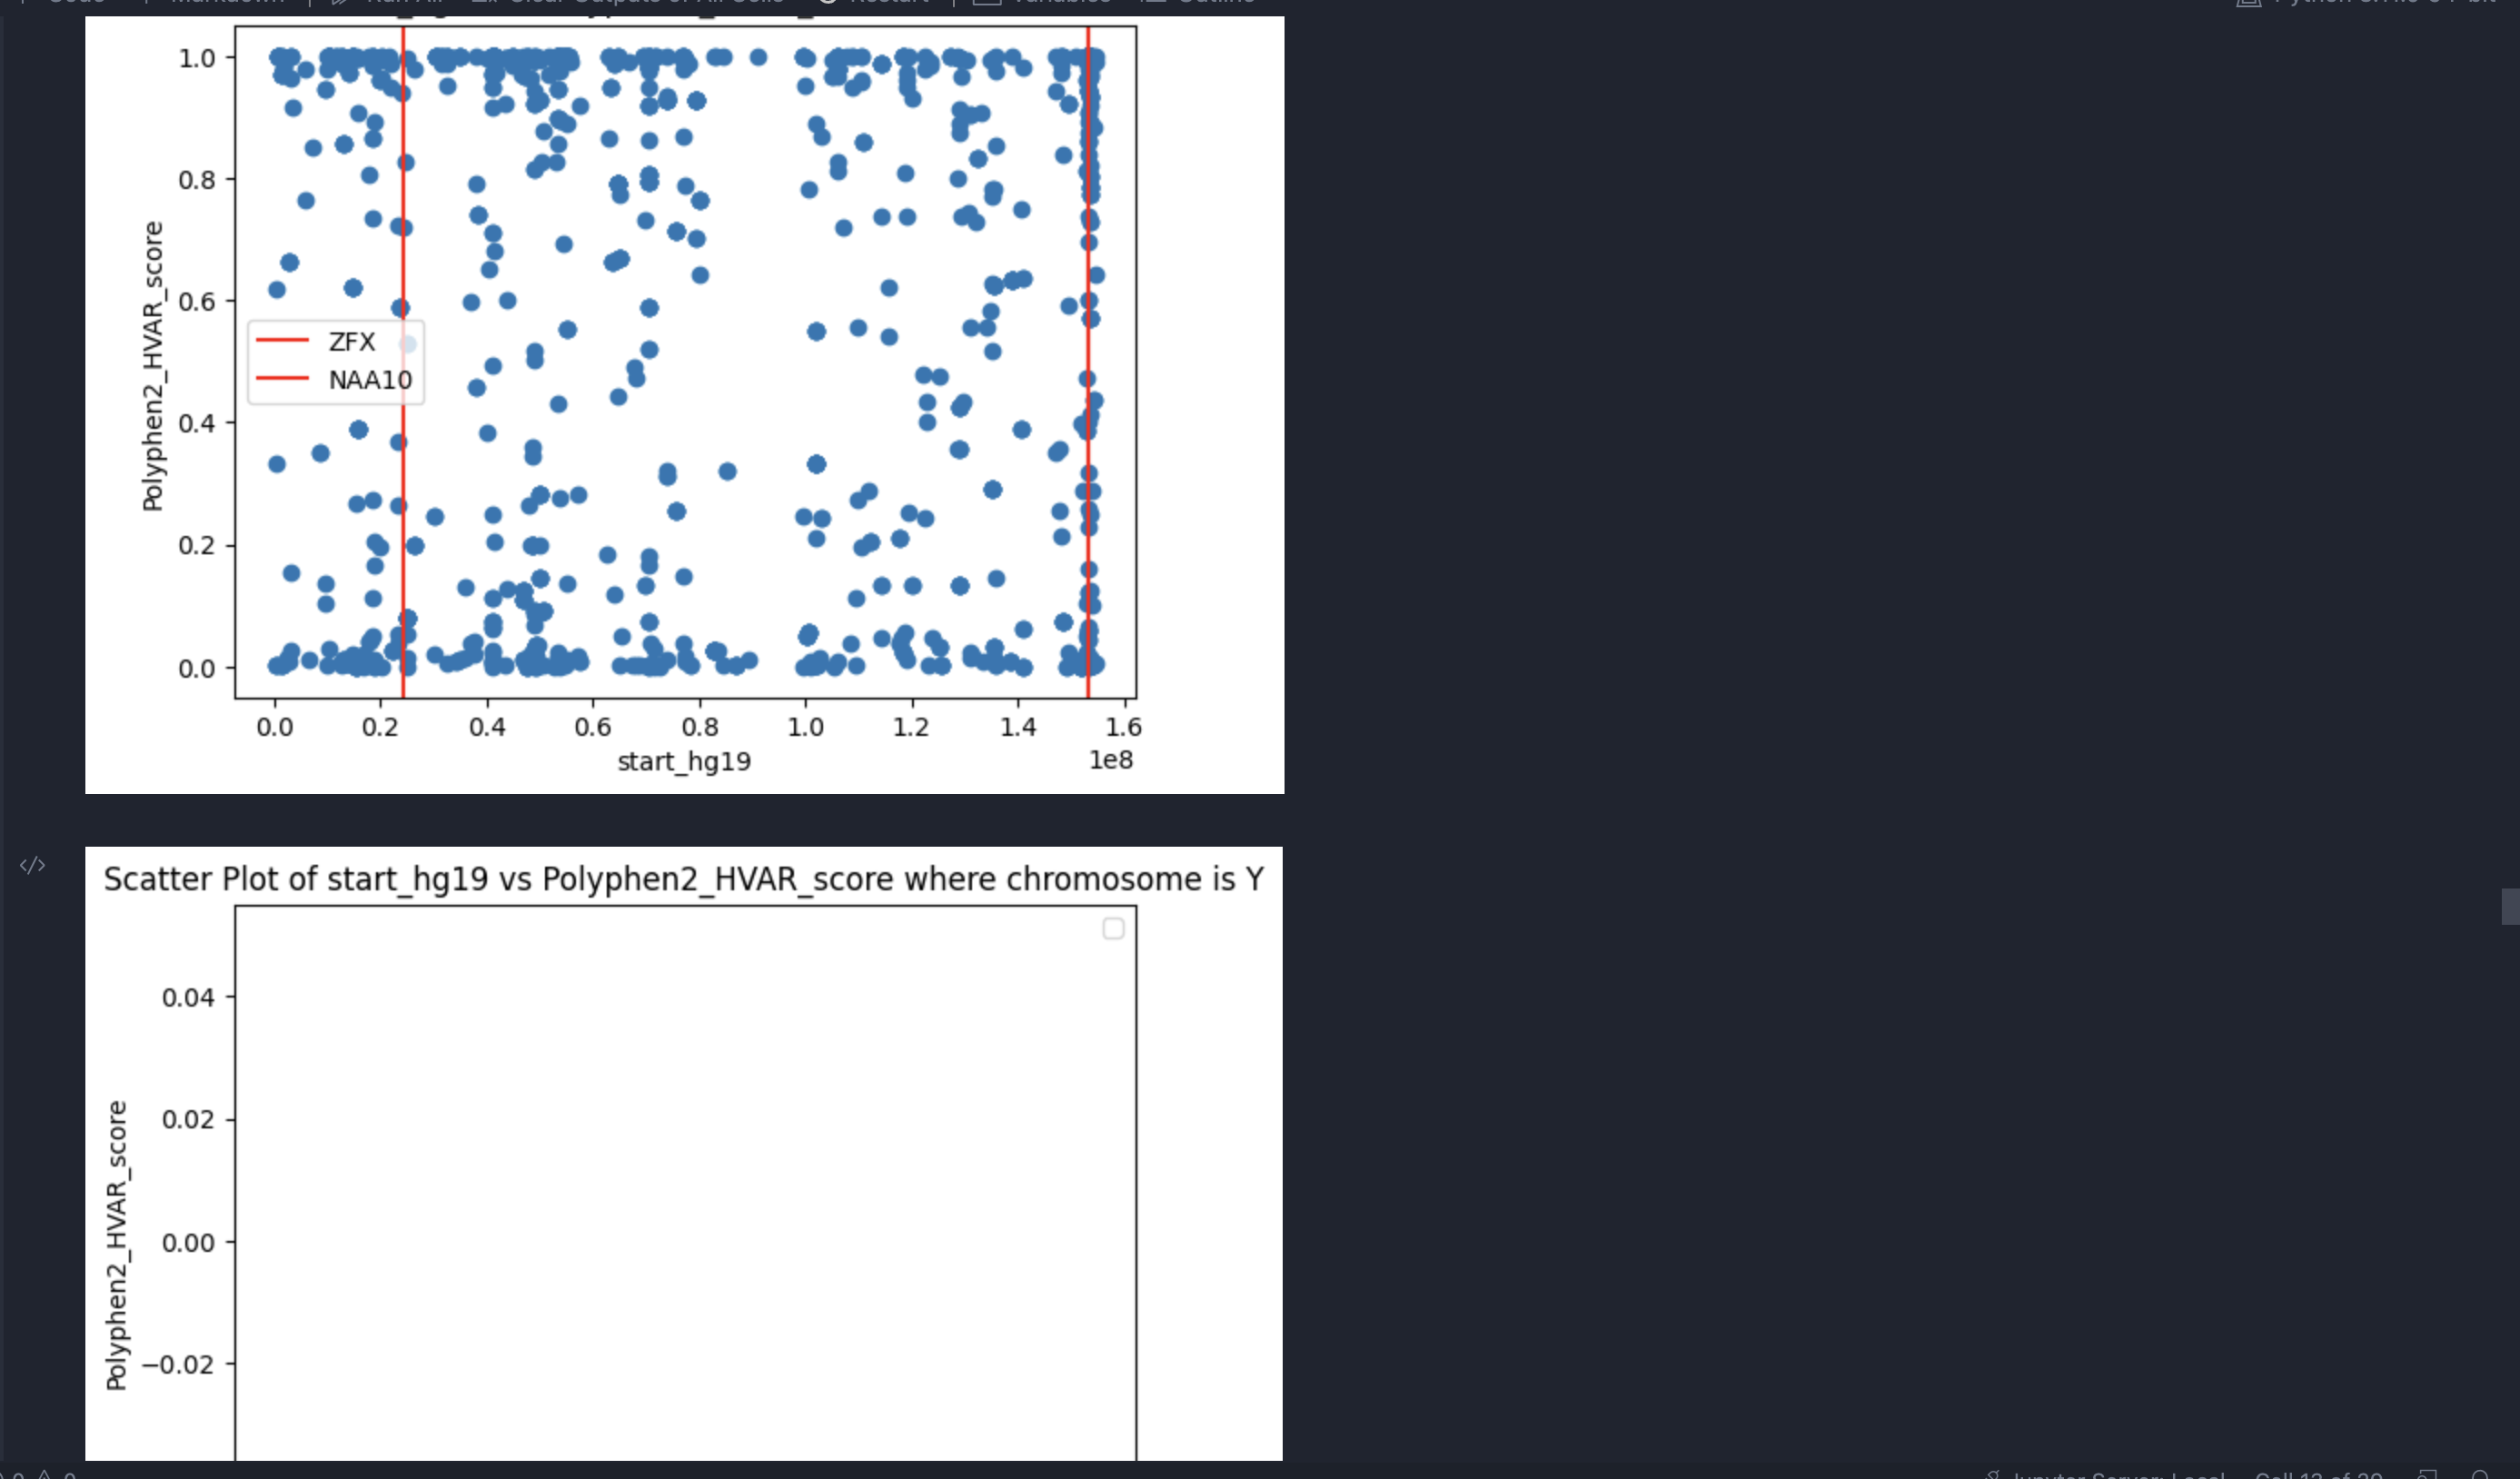 1.0
0.8
0.6
0.4
0.2
0.0
Polyphen2_HVAR_score
ZFX
NAA10
0.0 0.2 0.4 0.6 0.8 1.0 1.2 1.4 1.6
start_hg19
1e8
</>
Scatter Plot of start_hg19 vs Polyphen2_HVAR_score where chromosome is Y
0.04
0.02
0.00
−0.02
Polyphen2_HVAR_score